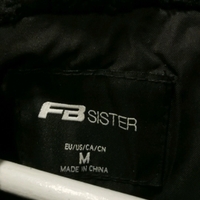 FB SISTER
EU/US/CA/CN
M
MADE IN CHINA